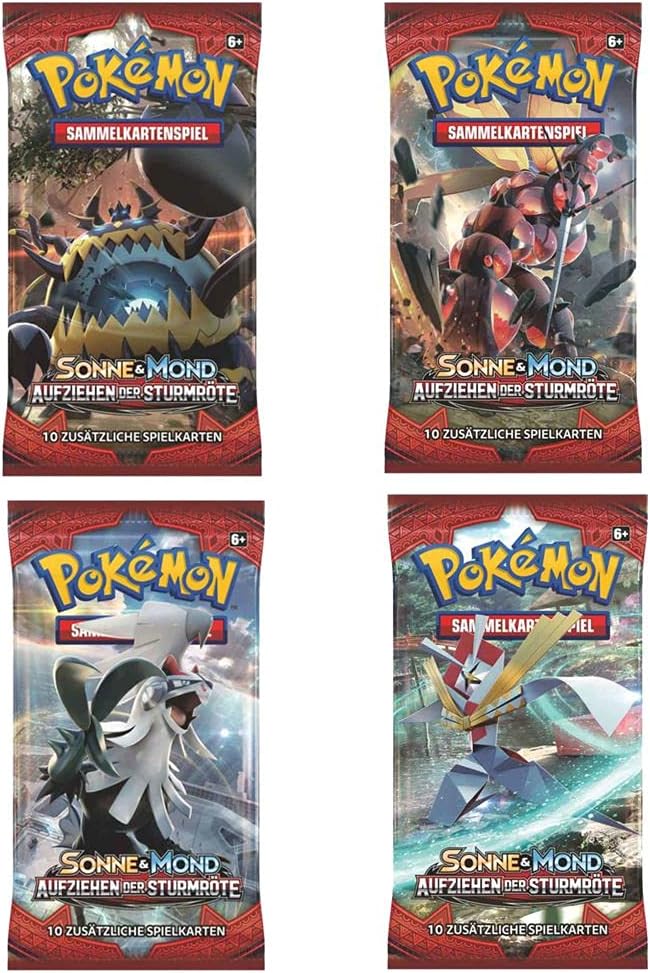 6+
POKéMON
SAMMELKARTENSPIEL
SONNE & MOND
AUFZIEHEN DER STURMRÖTE
10 ZUSÄTZLICHE SPIELKARTEN
6+
POKéMON
SAMMELKARTENSPIEL
SONNE & MOND
AUFZIEHEN DER STURMRÖTE
10 ZUSÄTZLICHE SPIELKARTEN
6+
POKéMON
SONNE & MOND
AUFZIEHEN DER STURMRÖTE
10 ZUSÄTZLICHE SPIELKARTEN
6+
POKéMON
SAMMELKARTENSPIEL
SONNE & MOND
AUFZIEHEN DER STURMRÖTE
10 ZUSÄTZLICHE SPIELKARTEN